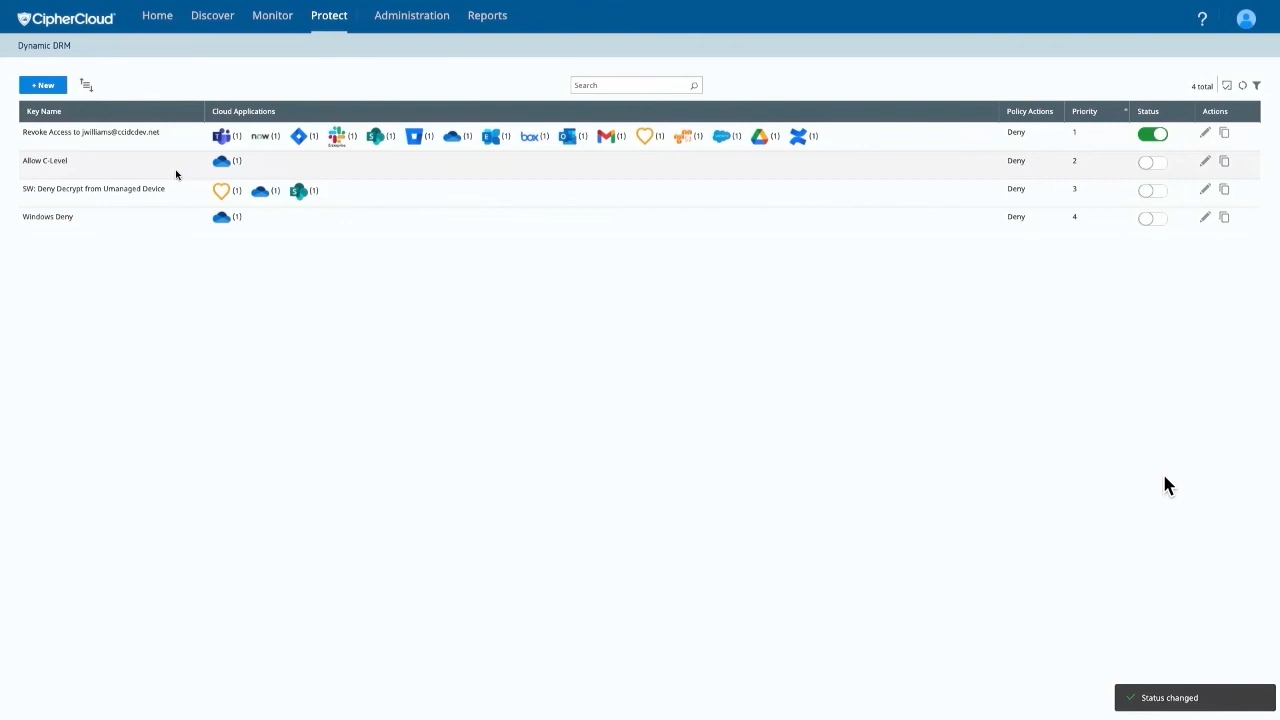 CipherCloud
Home Discover Monitor Protect Administration Reports
Dynamic DRM
+ New
Search
4 total
Key Name Cloud Applications Policy Actions Priority Status Actions
Revoke Access to jwilliams@ccidcdev.net (1) now (1) (1) (1) (1) (1) (1) (1) box (1) (1) (1) (1) (1) (1) (1) (1) Deny 1
Allow C-Level (1) Deny 2
SW: Deny Decrypt from Umanaged Device (1) (1) (1) Deny 3
Windows Deny (1) Deny 4
Status changed